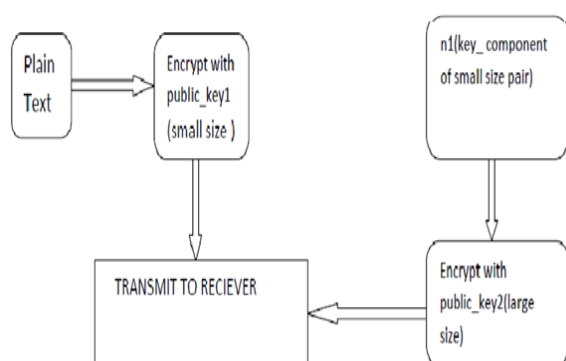 Plain
Text
Encrypt with
public_key1
(small size )
n1(key_ component
of small size pair)
TRANSMIT TO RECIEVER
Encrypt with
public_key2(large
size)